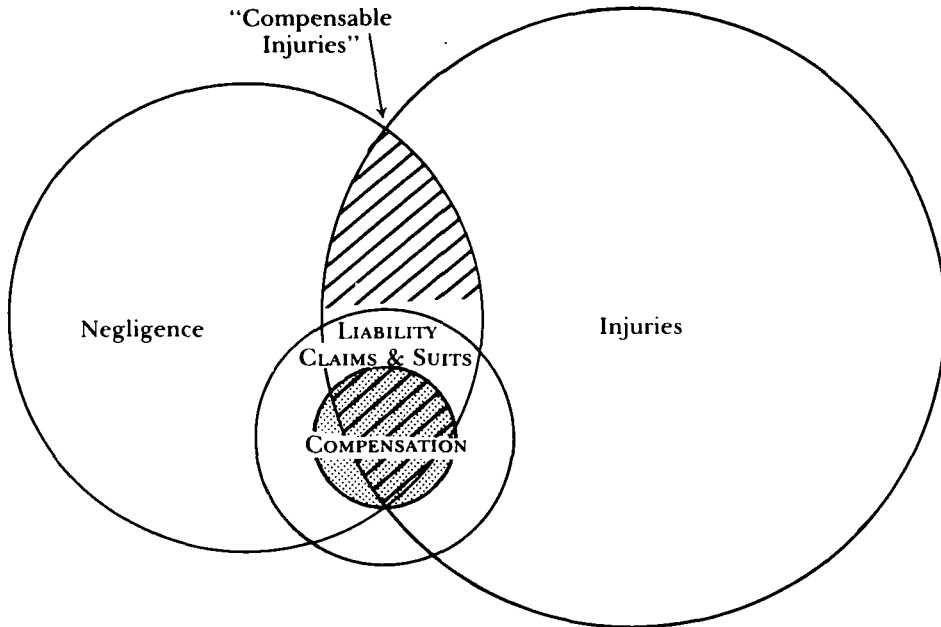 “Compensable
Injuries”
Negligence
LIABILITY
CLAIMS & SUITS
Injuries
COMPENSATION